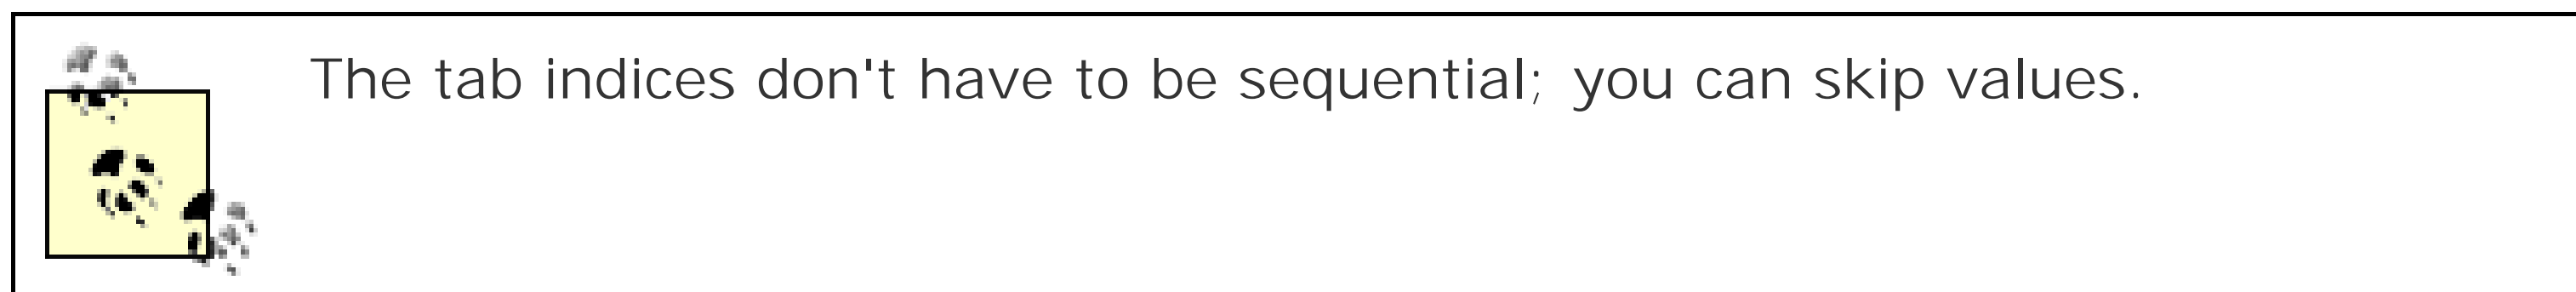 The tab indices don't have to be sequential; you can skip values.